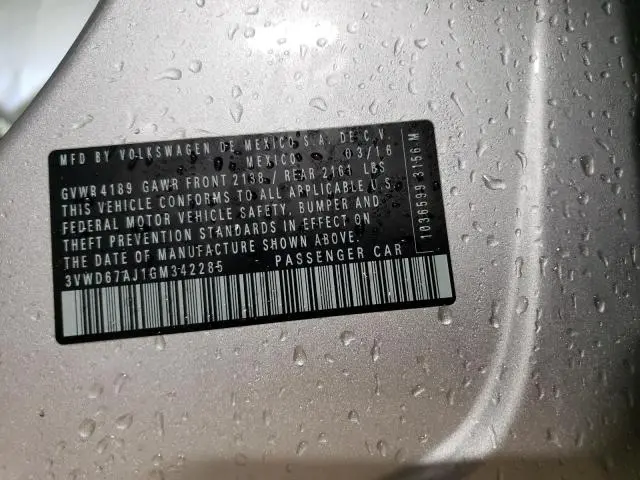 MFD BY VOLKSWAGEN DE MEXICO S.A. DE C.V.
MEXICO 03/16
GVWR 4189 GAWR FRONT 2138 / REAR 2161 LBS
THIS VEHICLE CONFORMS TO ALL APPLICABLE U.S.
FEDERAL MOTOR VEHICLE SAFETY, BUMPER AND
THEFT PREVENTION STANDARDS IN EFFECT ON
THE DATE OF MANUFACTURE SHOWN ABOVE.
3VWD67AJ1GM342285 PASSENGER CAR
1036599 3156 M